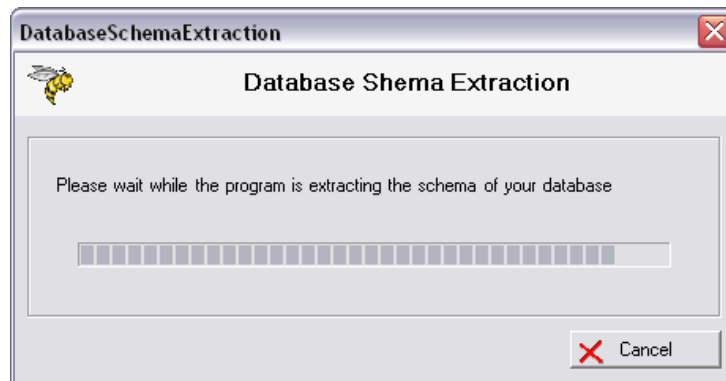 DatabaseSchemaExtraction
Database Shema Extraction
Please wait while the program is extracting the schema of your database
Cancel